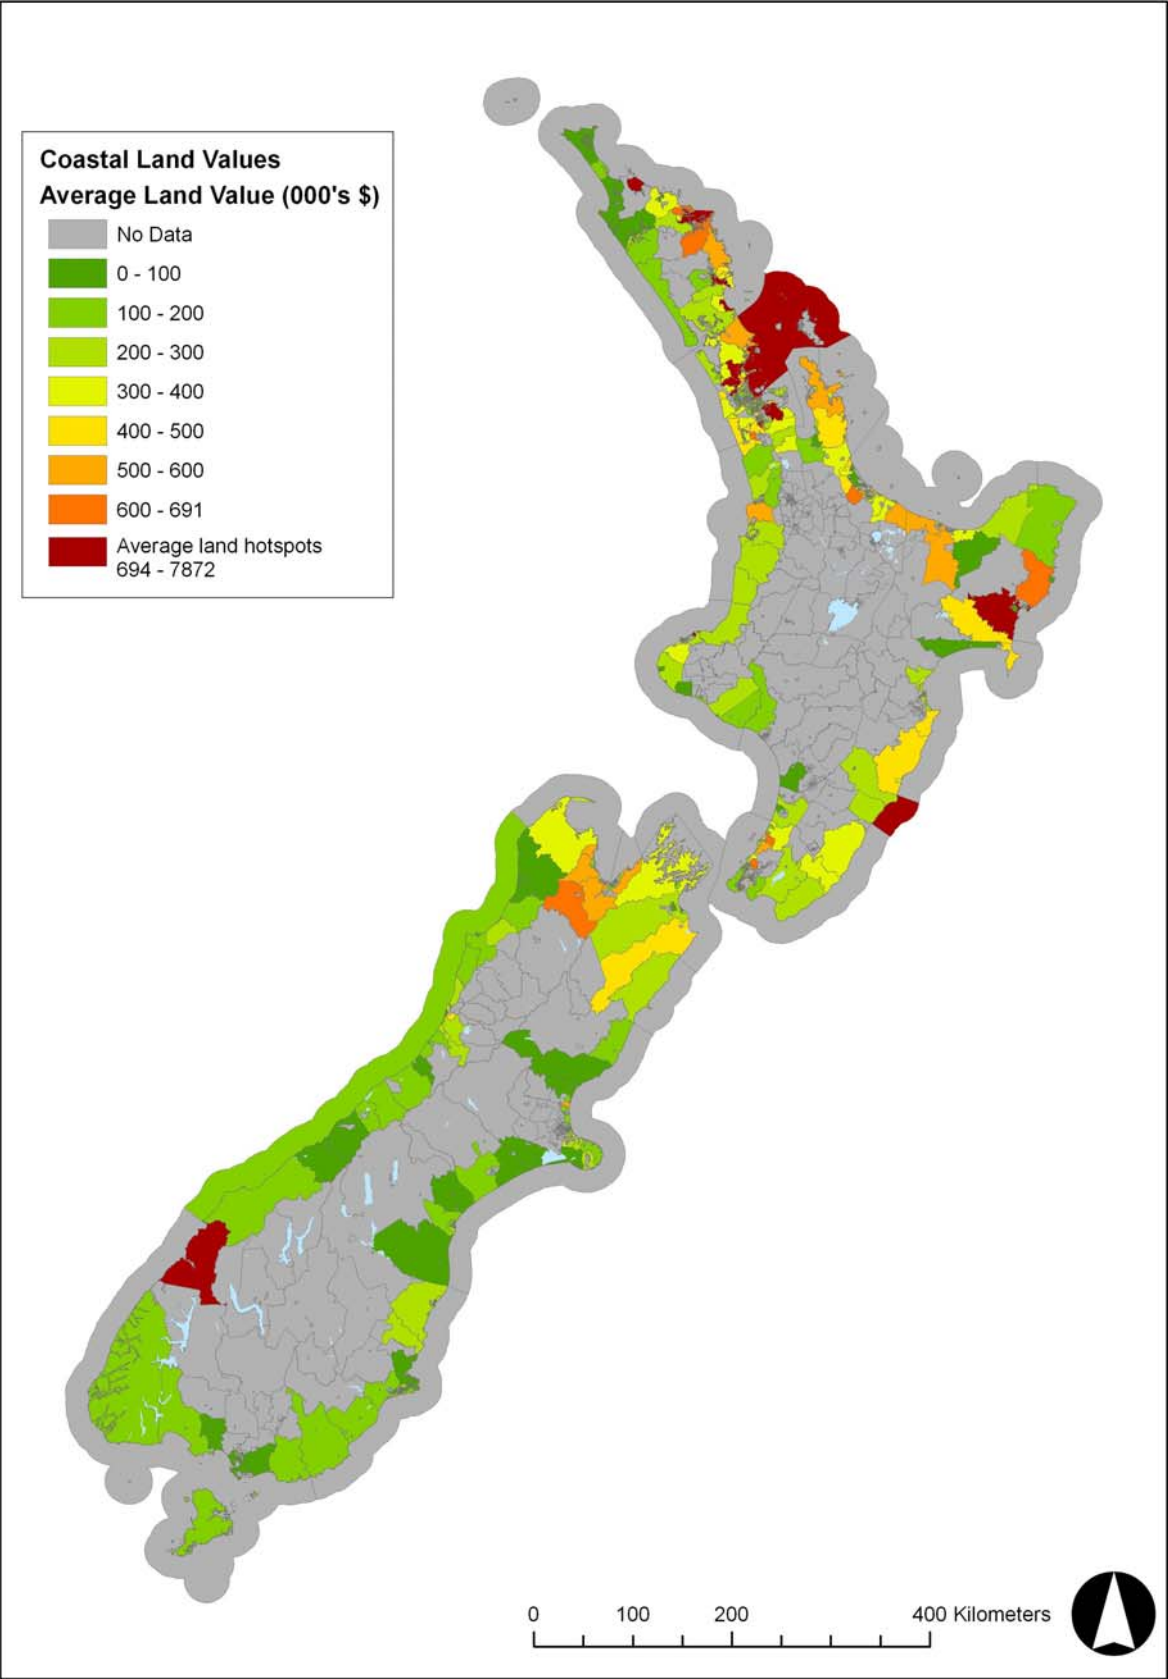 Coastal Land Values
Average Land Value (000's $)
No Data
0 - 100
100 - 200
200 - 300
300 - 400
400 - 500
500 - 600
600 - 691
Average land hotspots
694 - 7872
0 100 200 400 Kilometers